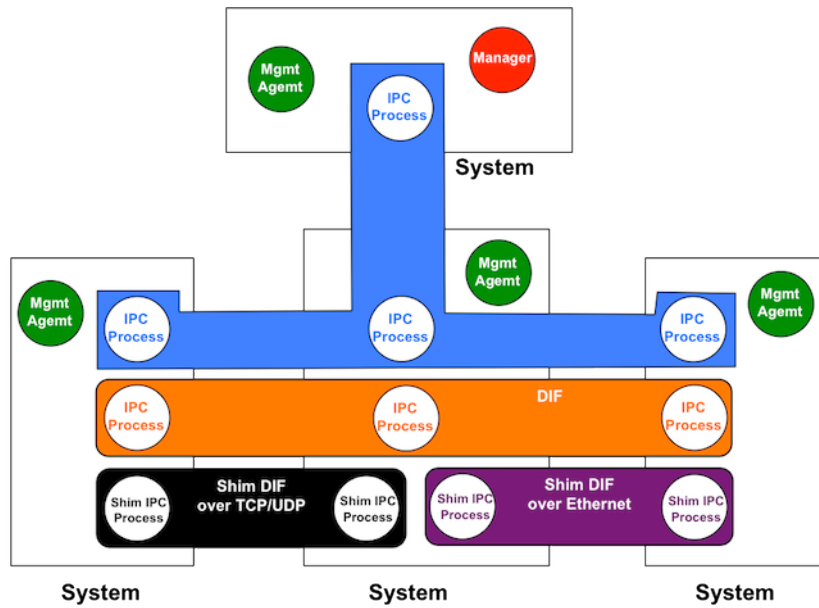 Mgmt
Agemt
Manager
IPC
Process
System
Mgmt
Agemt
Mgmt
Agemt
Mgmt
Agemt
IPC
Process
IPC
Process
IPC
Process
DIF
IPC
Process
IPC
Process
IPC
Process
Shim IPC
Process
Shim DIF
over TCP/UDP
Shim IPC
Process
Shim IPC
Process
Shim DIF
over Ethernet
Shim IPC
Process
System
System
System